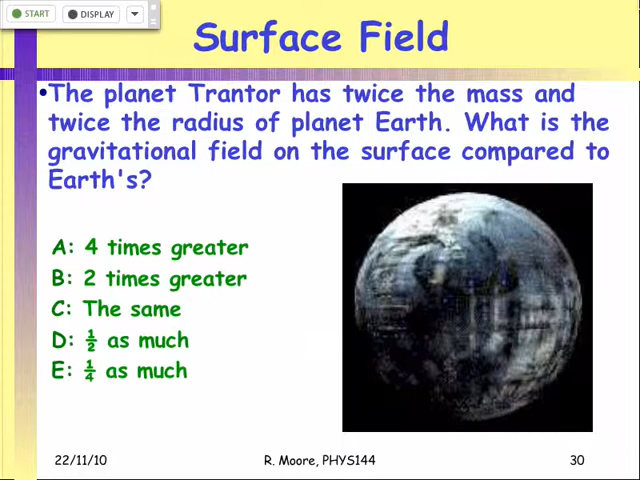 START
DISPLAY
Surface Field
•The planet Trantor has twice the mass and
twice the radius of planet Earth. What is the
gravitational field on the surface compared to
Earth's?
A: 4 times greater
B: 2 times greater
C: The same
D: ½ as much
E: ¼ as much
22/11/10
R. Moore, PHYS144
30